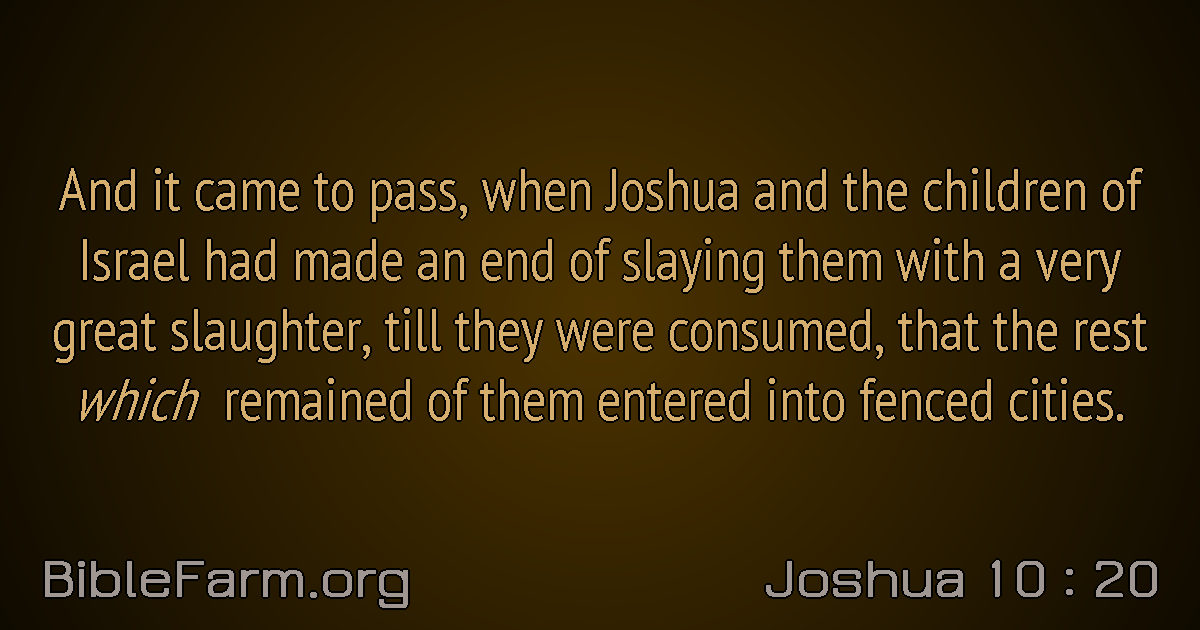 And it came to pass, when Joshua and the children of
Israel had made an end of slaying them with a very
great slaughter, till they were consumed, that the rest
which remained of them entered into fenced cities.
BibleFarm.org
Joshua 10 : 20